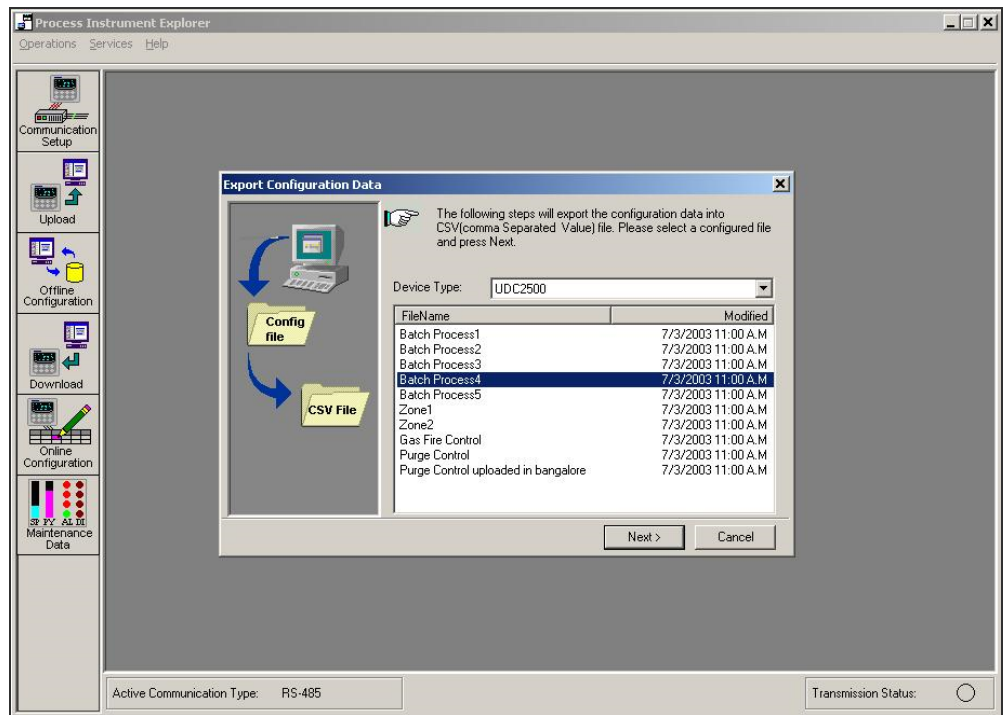 Process Instrument Explorer
Operations Services Help
Communication
Setup
Upload
Offline
Configuration
Download
Online
Configuration
SP PV AL DI
Maintenance
Data
Export Configuration Data
The following steps will export the configuration data into
CSV(comma Separated Value) file. Please select a configured file
and press Next.
Config
file
CSV File
Device Type: UDC2500
FileName Modified
Batch Process1 7/3/2003 11:00 A.M
Batch Process2 7/3/2003 11:00 A.M
Batch Process3 7/3/2003 11:00 A.M
Batch Process4 7/3/2003 11:00 A.M
Batch Process5 7/3/2003 11:00 A.M
Zone1 7/3/2003 11:00 A.M
Zone2 7/3/2003 11:00 A.M
Gas Fire Control 7/3/2003 11:00 A.M
Purge Control 7/3/2003 11:00 A.M
Purge Control uploaded in bangalore 7/3/2003 11:00 A.M
Next > Cancel
Active Communication Type: RS-485
Transmission Status: